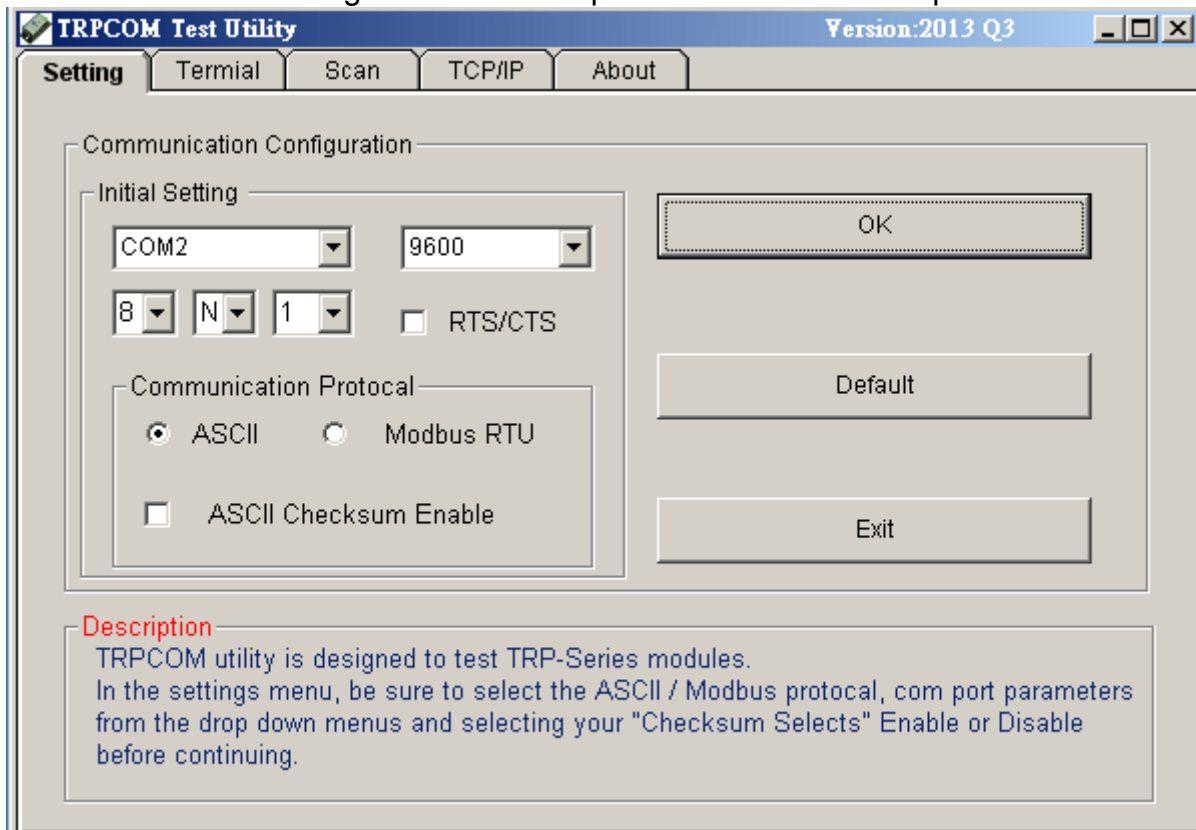 TRPCOM Test Utility Version:2013 Q3
Setting Termial Scan TCP/IP About
Communication Configuration
Initial Setting
COM2 9600
OK
8 N 1 RTS/CTS
Communication Protocal
Default
ASCII Modbus RTU
ASCII Checksum Enable
Exit
Description
TRPCOM utility is designed to test TRP-Series modules.
In the settings menu, be sure to select the ASCII / Modbus protocal, com port parameters
from the drop down menus and selecting your "Checksum Selects" Enable or Disable
before continuing.